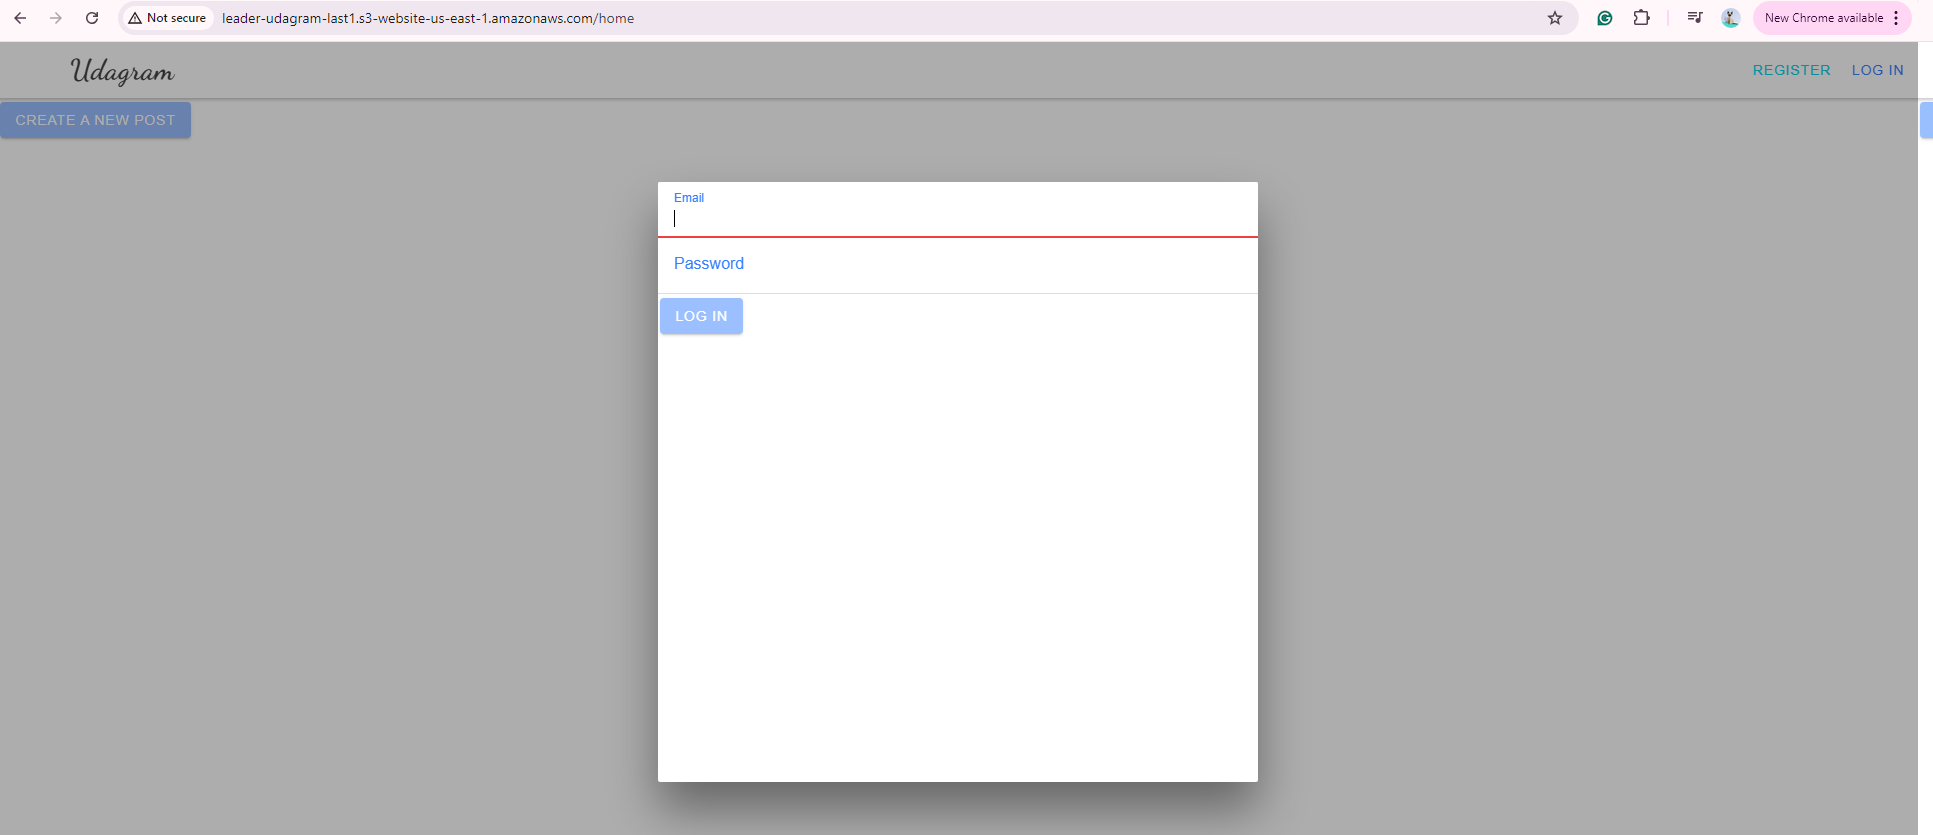 Not secure
leader-udagram-last1.s3-website-us-east-1.amazonaws.com/home
New Chrome available
Udagram
REGISTER
LOG IN
CREATE A NEW POST
Email
Password
LOG IN